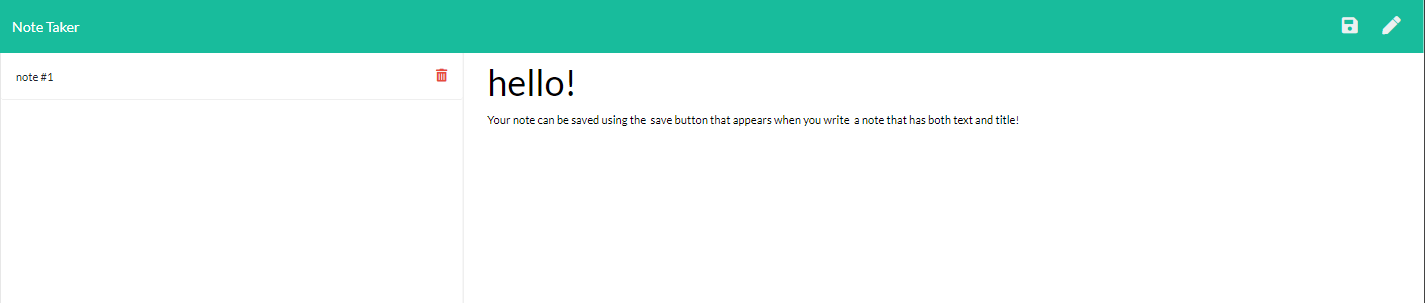 Note Taker
note #1
hello!
Your note can be saved using the save button that appears when you write a note that has both text and title!